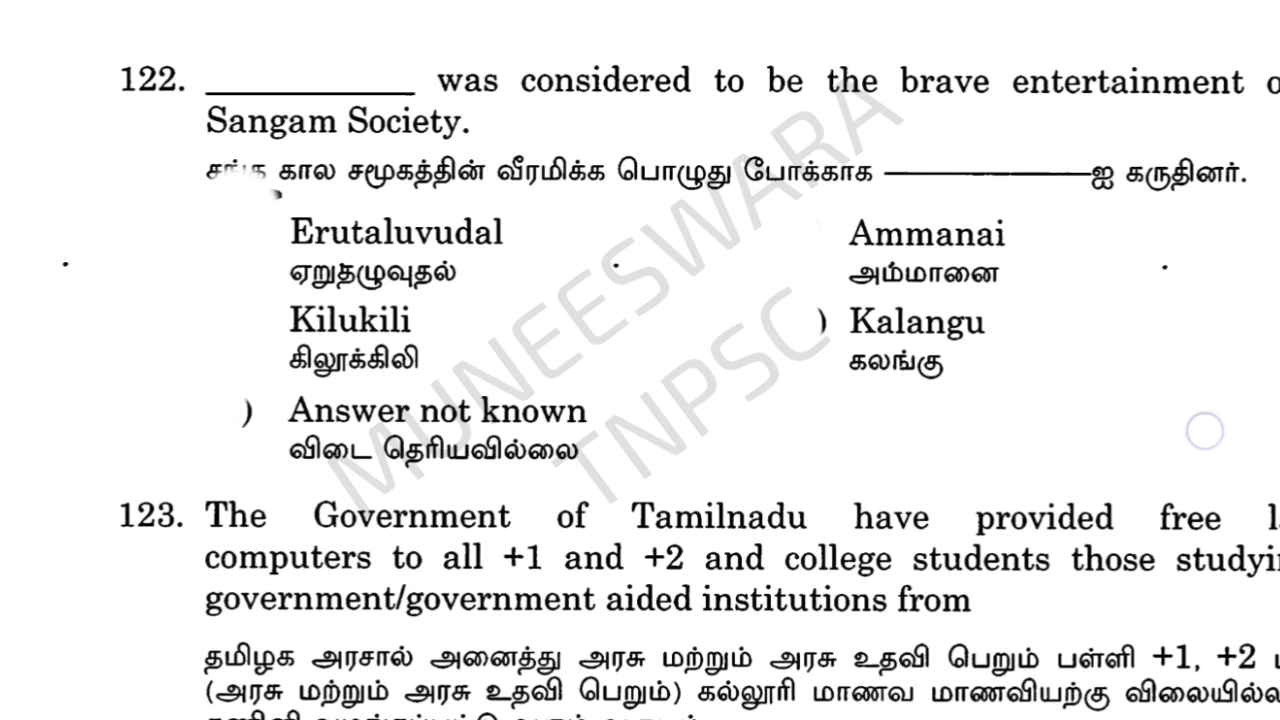 122. ____________ was considered to be the brave entertainment
Sangam Society.
சங்க கால சமூகத்தின் வீரமிக்க பொழுது போக்காக ————————ஐ கருதினர்.
Erutaluvudal ) Ammanai
ஏறுதழுவுதல் அம்மானை
Kilukili ) Kalangu
கிலூக்கிலி கலங்கு
) Answer not known
விடை தெரியவில்லை
123. The Government of Tamilnadu have provided free
computers to all +1 and +2 and college students those
government/government aided institutions from
தமிழக அரசால் அனைத்து அரசு மற்றும் அரசு உதவி பெறும் பள்ளி +1, +2
(அரசு மற்றும் அரசு உதவி பெறும்) கல்லூரி மாணவ மாணவியற்கு
MUNEESWARA
TNPSC